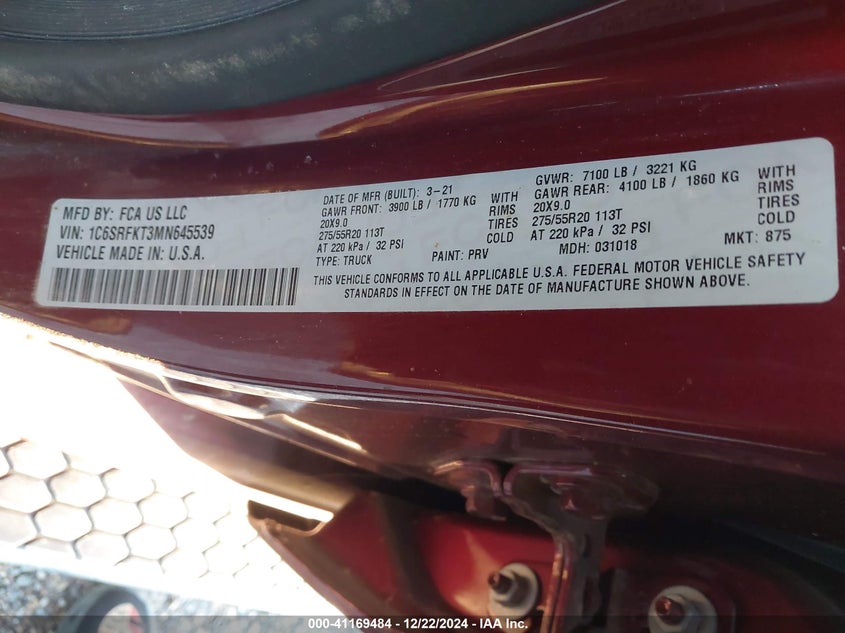 MFD BY: FCA US LLC
VIN: 1C6SRFKT3MN645539
VEHICLE MADE IN: U.S.A.
DATE OF MFR (BUILT): 3-21
GAWR FRONT: 3900 LB / 1770 KG WITH
20X9.0 RIMS
275/55R20 113T TIRES
AT 220 kPa / 32 PSI COLD
TYPE: TRUCK PAINT: PRV
GVWR: 7100 LB / 3221 KG
GAWR REAR: 4100 LB / 1860 KG WITH
20X9.0 RIMS
275/55R20 113T TIRES
AT 220 kPa / 32 PSI COLD
MDH: 031018 MKT: 875
THIS VEHICLE CONFORMS TO ALL APPLICABLE U.S.A. FEDERAL MOTOR VEHICLE SAFETY
STANDARDS IN EFFECT ON THE DATE OF MANUFACTURE SHOWN ABOVE.
000-41169484 - 12/22/2024 - IAA Inc.